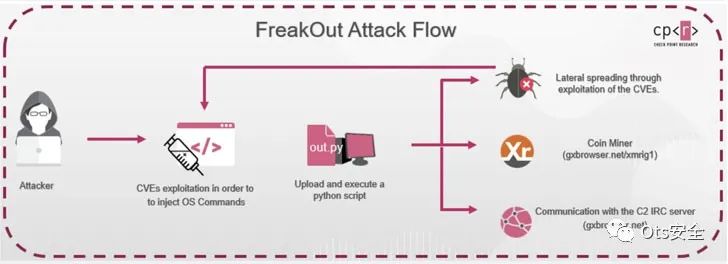 FreakOut Attack Flow
cp<r>
CHECK POINT RESEARCH
Attacker
</>
CVEs exploitation in order to
to inject OS Commands
out.py
Upload and execute a
python script
Lateral spreading through
exploitation of the CVEs.
Xr
Coin Miner
(gxbrowser.net/xmrig1)
Communication with the C2 IRC server
(gxbrowser.net)
Ots安全